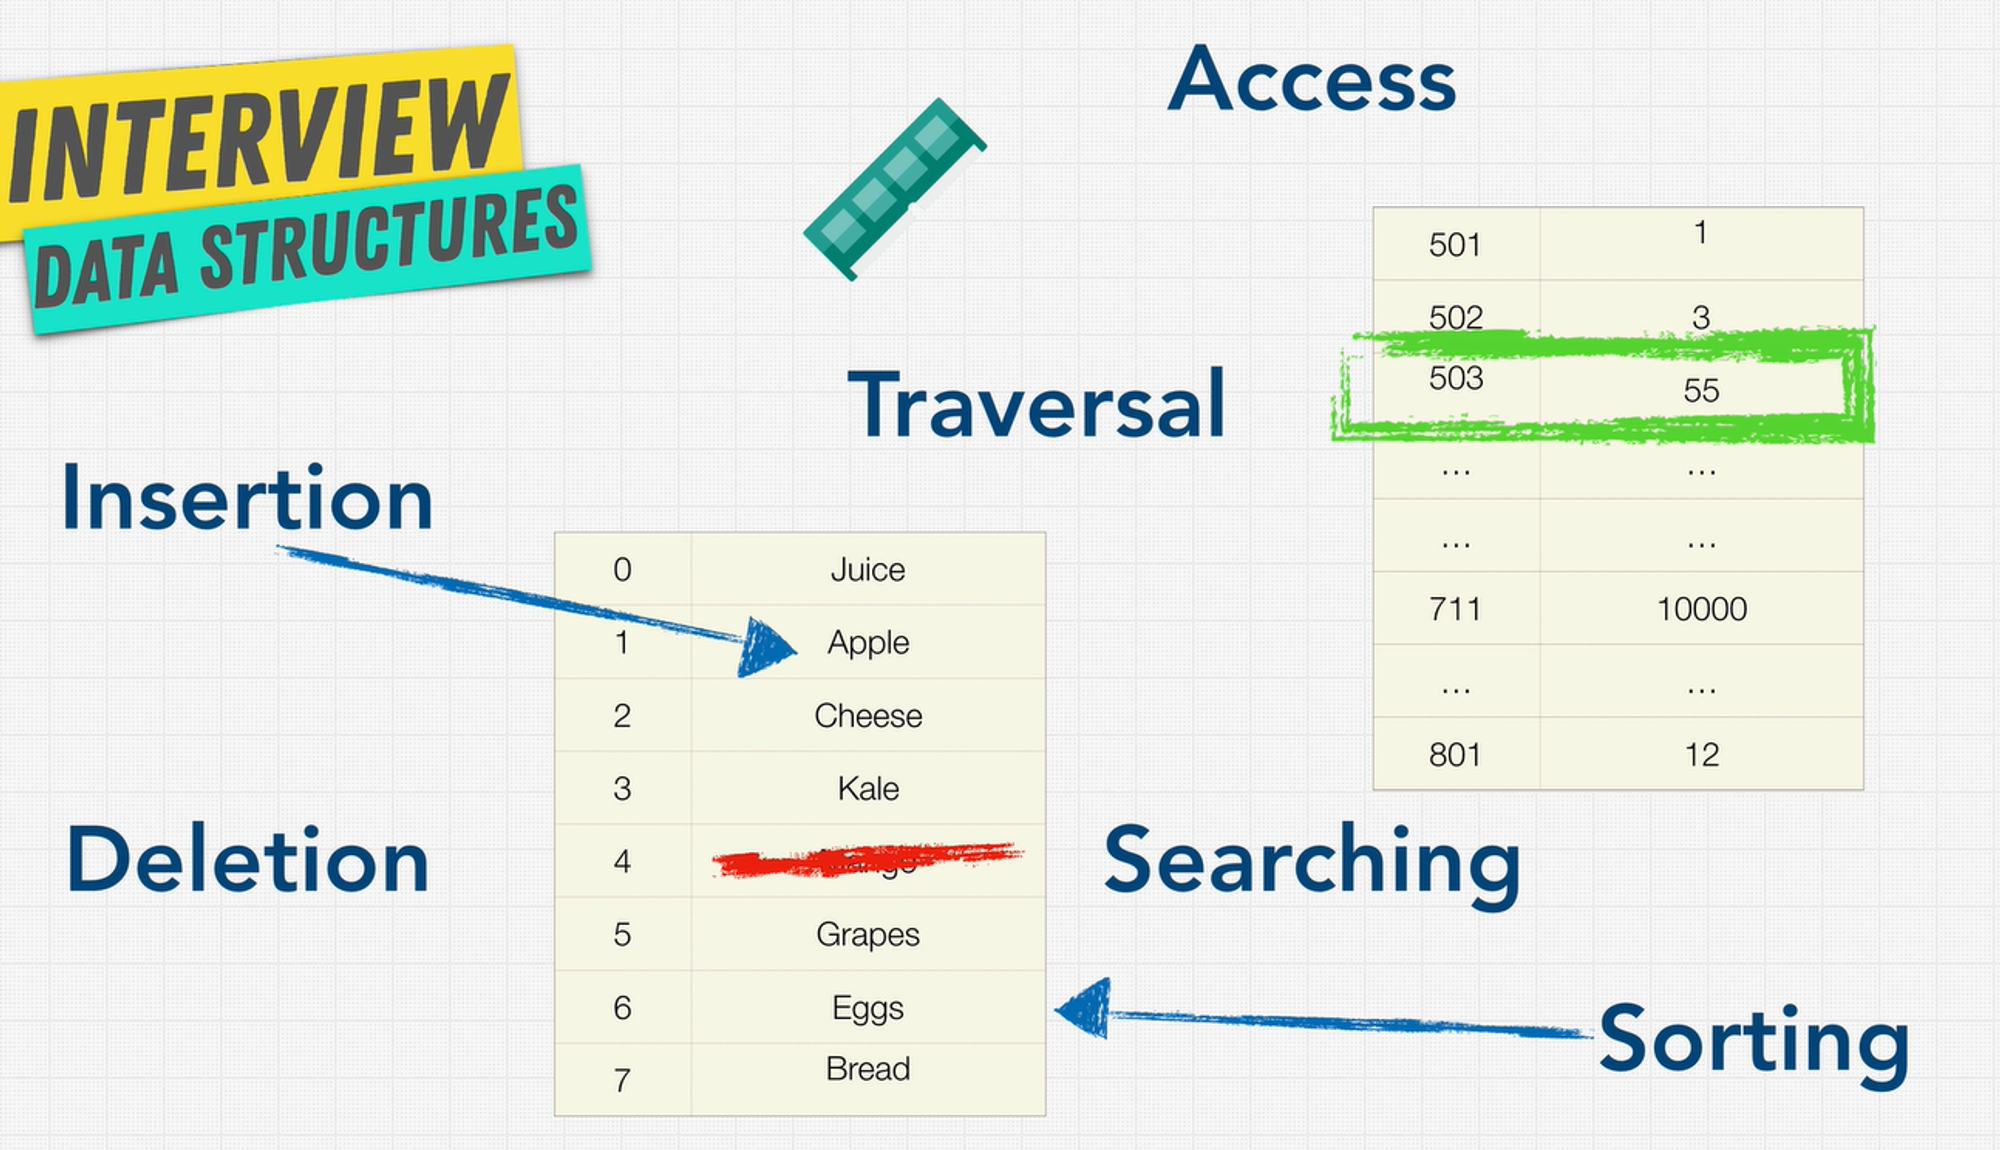 INTERVIEW
DATA STRUCTURES
Access
501 1
502 3
503 55
... ...
... ...
711 10000
... ...
801 12
Traversal
Insertion
0 Juice
1 Apple
2 Cheese
3 Kale
4
5 Grapes
6 Eggs
7 Bread
Deletion
Searching
Sorting